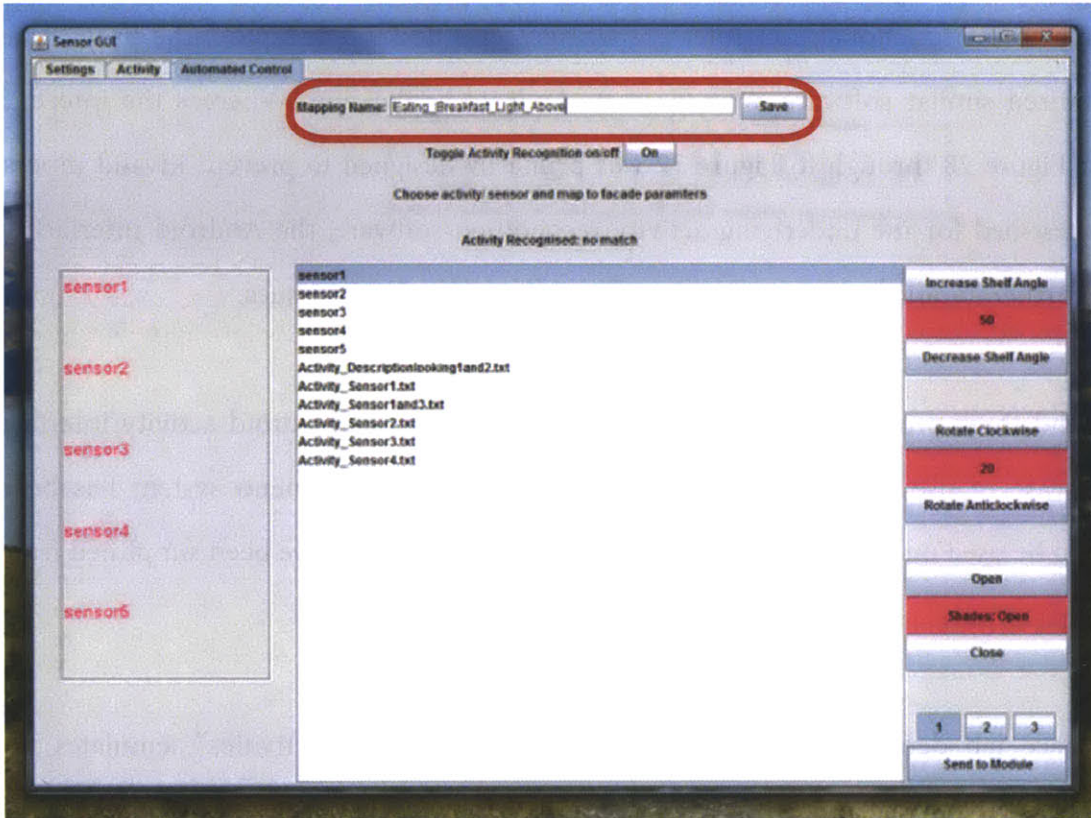 Sensor GUI
Settings Activity Automated Control
Mapping Name: Eating_Breakfast_Light_Above Save
Toggle Activity Recognition on/off On
Choose activity/ sensor and map to facade paramters
Activity Recognised: no match
sensor1
sensor2
sensor3
sensor4
sensor5
sensor1
sensor2
sensor3
sensor4
sensor5
Activity_Descriptionlooking1and2.txt
Activity_Sensor1.txt
Activity_Sensor1and3.txt
Activity_Sensor2.txt
Activity_Sensor3.txt
Activity_Sensor4.txt
Increase Shelf Angle
50
Decrease Shelf Angle
Rotate Clockwise
20
Rotate Anticlockwise
Open
Shades: Open
Close
1 2 3
Send to Module